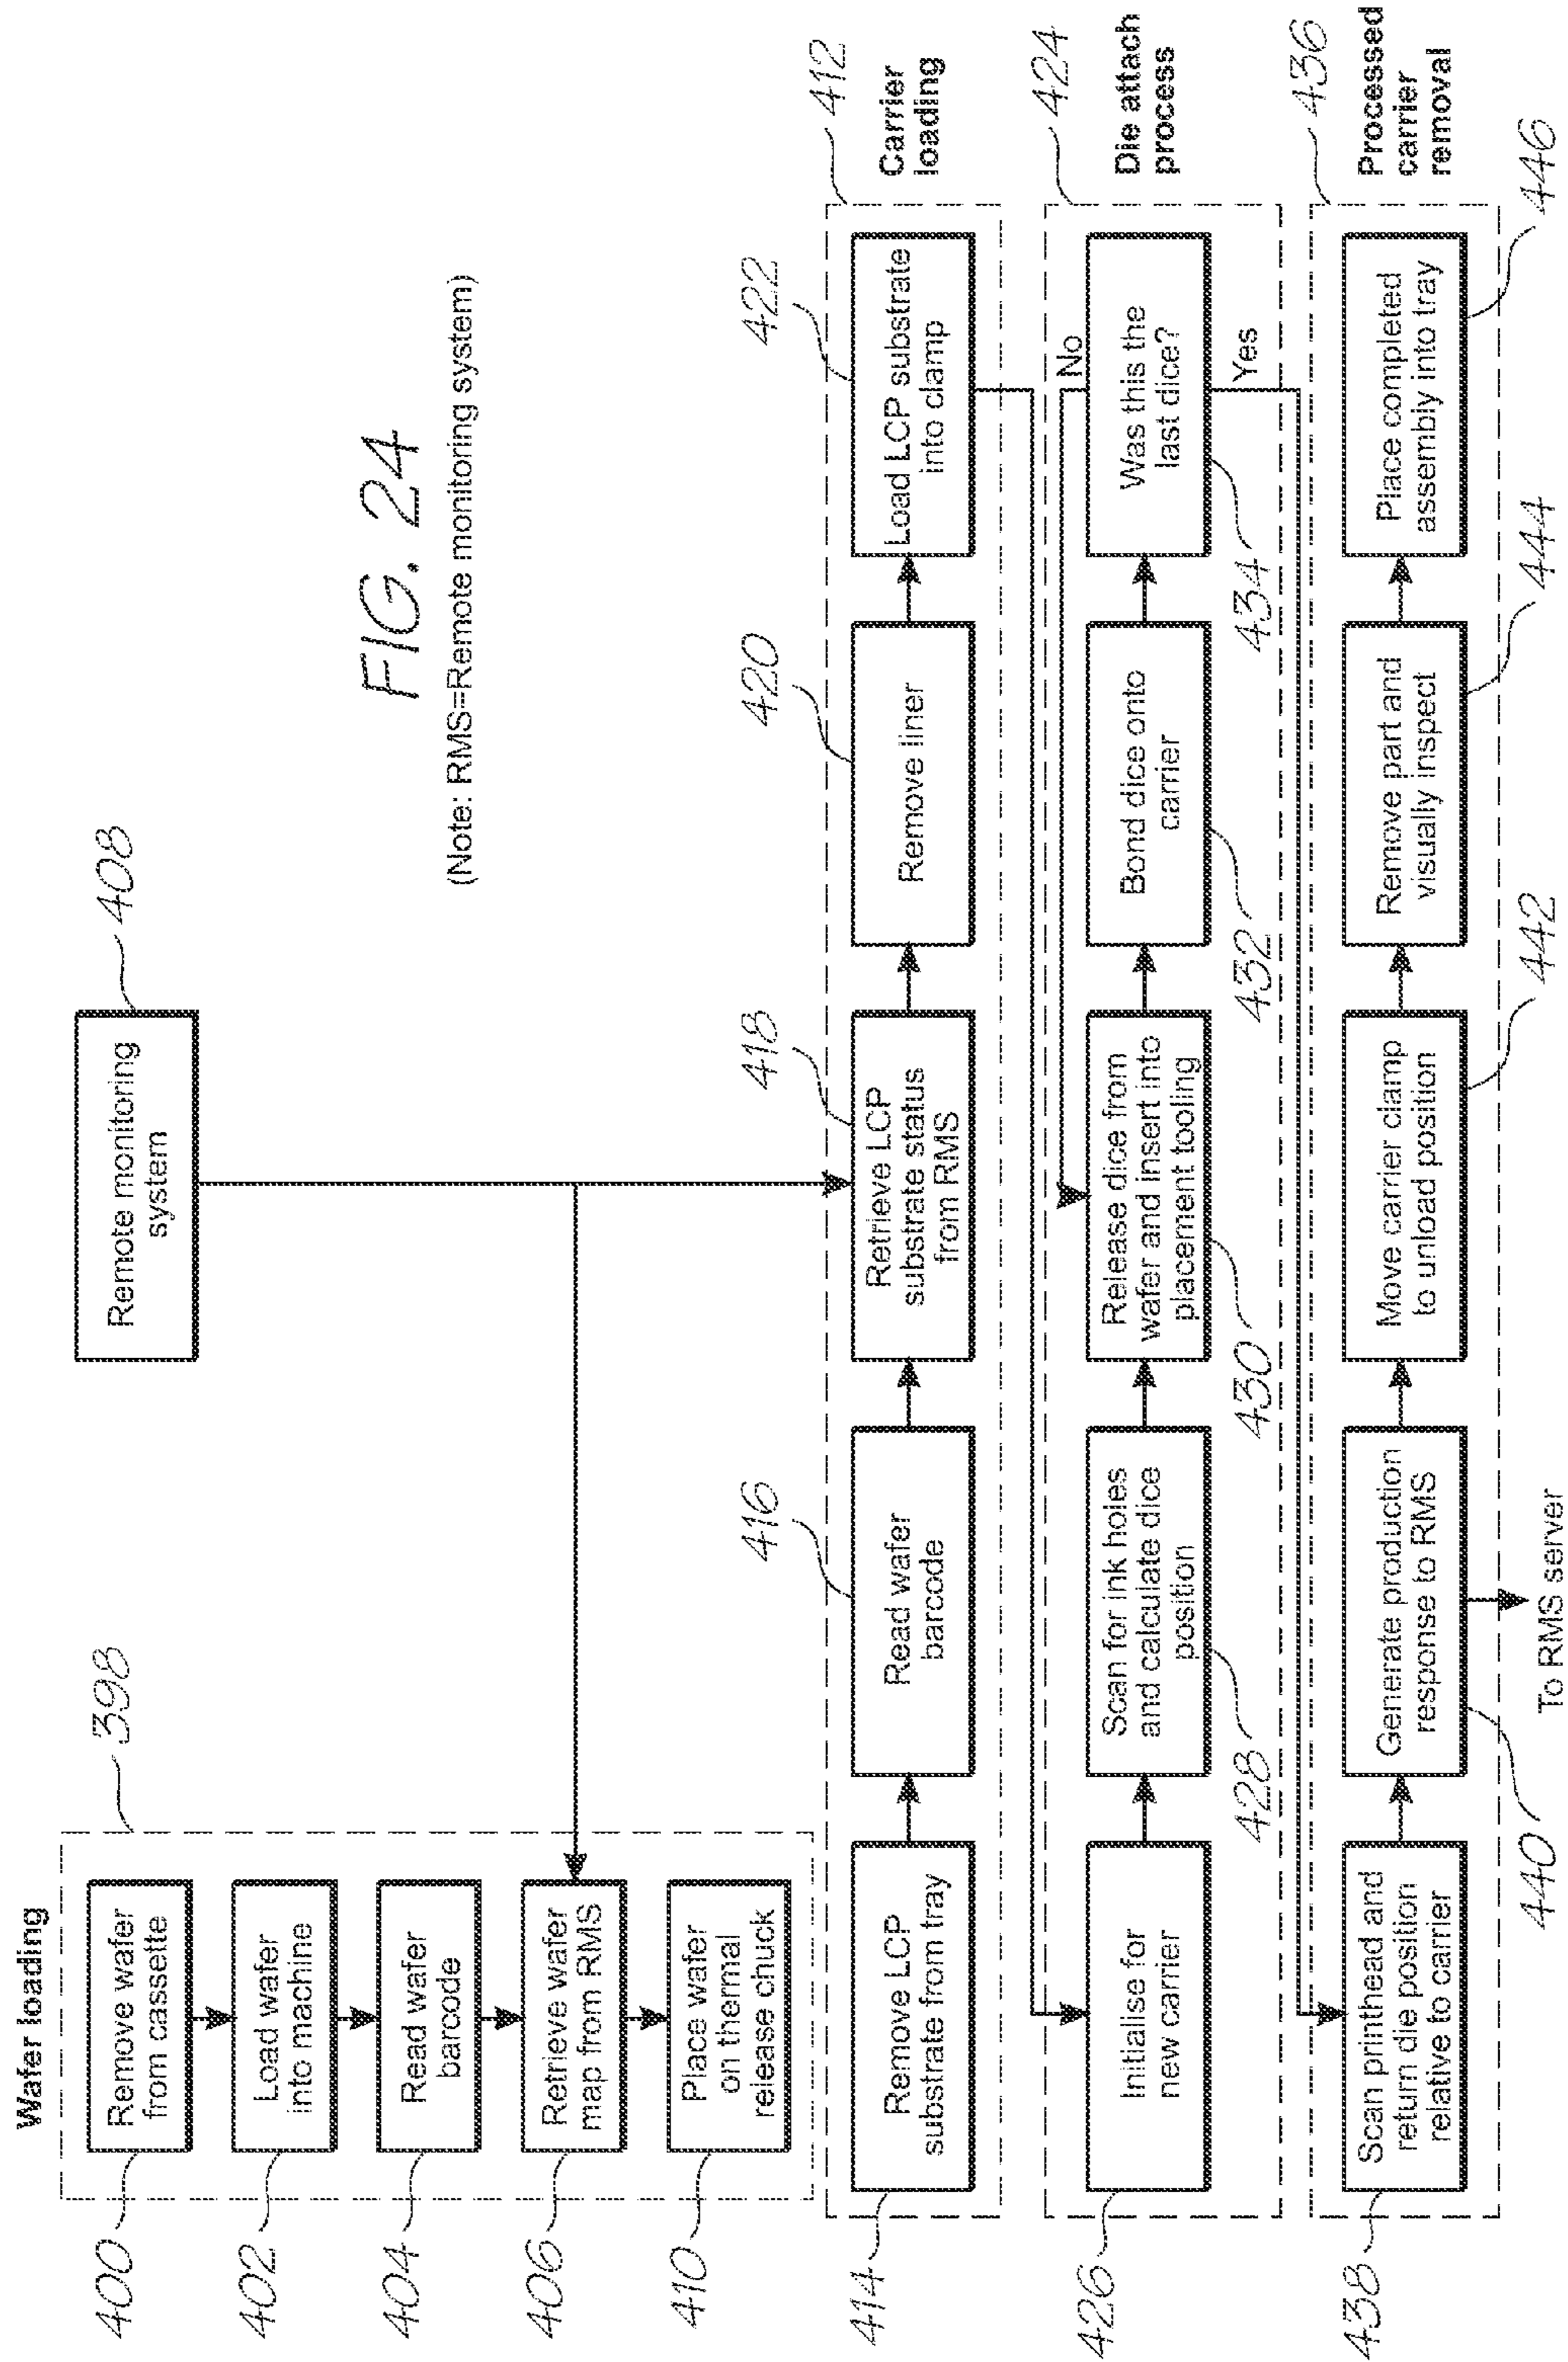 Wafer loading
398
400
Remove wafer
from cassette
402
Load wafer
into machine
404
Read wafer
barcode
406
Retrieve wafer
map from RMS
410
Place wafer
on thermal
release chuck
Remote monitoring
system
408
FIG. 24
(Note: RMS=Remote monitoring system)
412
Carrier
loading
414
Remove LCP
substrate from tray
416
Read wafer
barcode
418
Retrieve LCP
substrate status
from RMS
420
Remove liner
422
Load LCP substrate
into clamp
424
Die attach
process
426
Initialise for
new carrier
428
Scan for ink holes
and calculate dice
position
430
Release dice from
wafer and insert into
placement tooling
432
Bond dice onto
carrier
434
Was this the
last dice?
No
Yes
436
Processed
carrier
removal
438
Scan printhead and
return die position
relative to carrier
440
Generate production
response to RMS
To RMS server
442
Move carrier clamp
to unload position
444
Remove part and
visually inspect
446
Place completed
assembly into tray